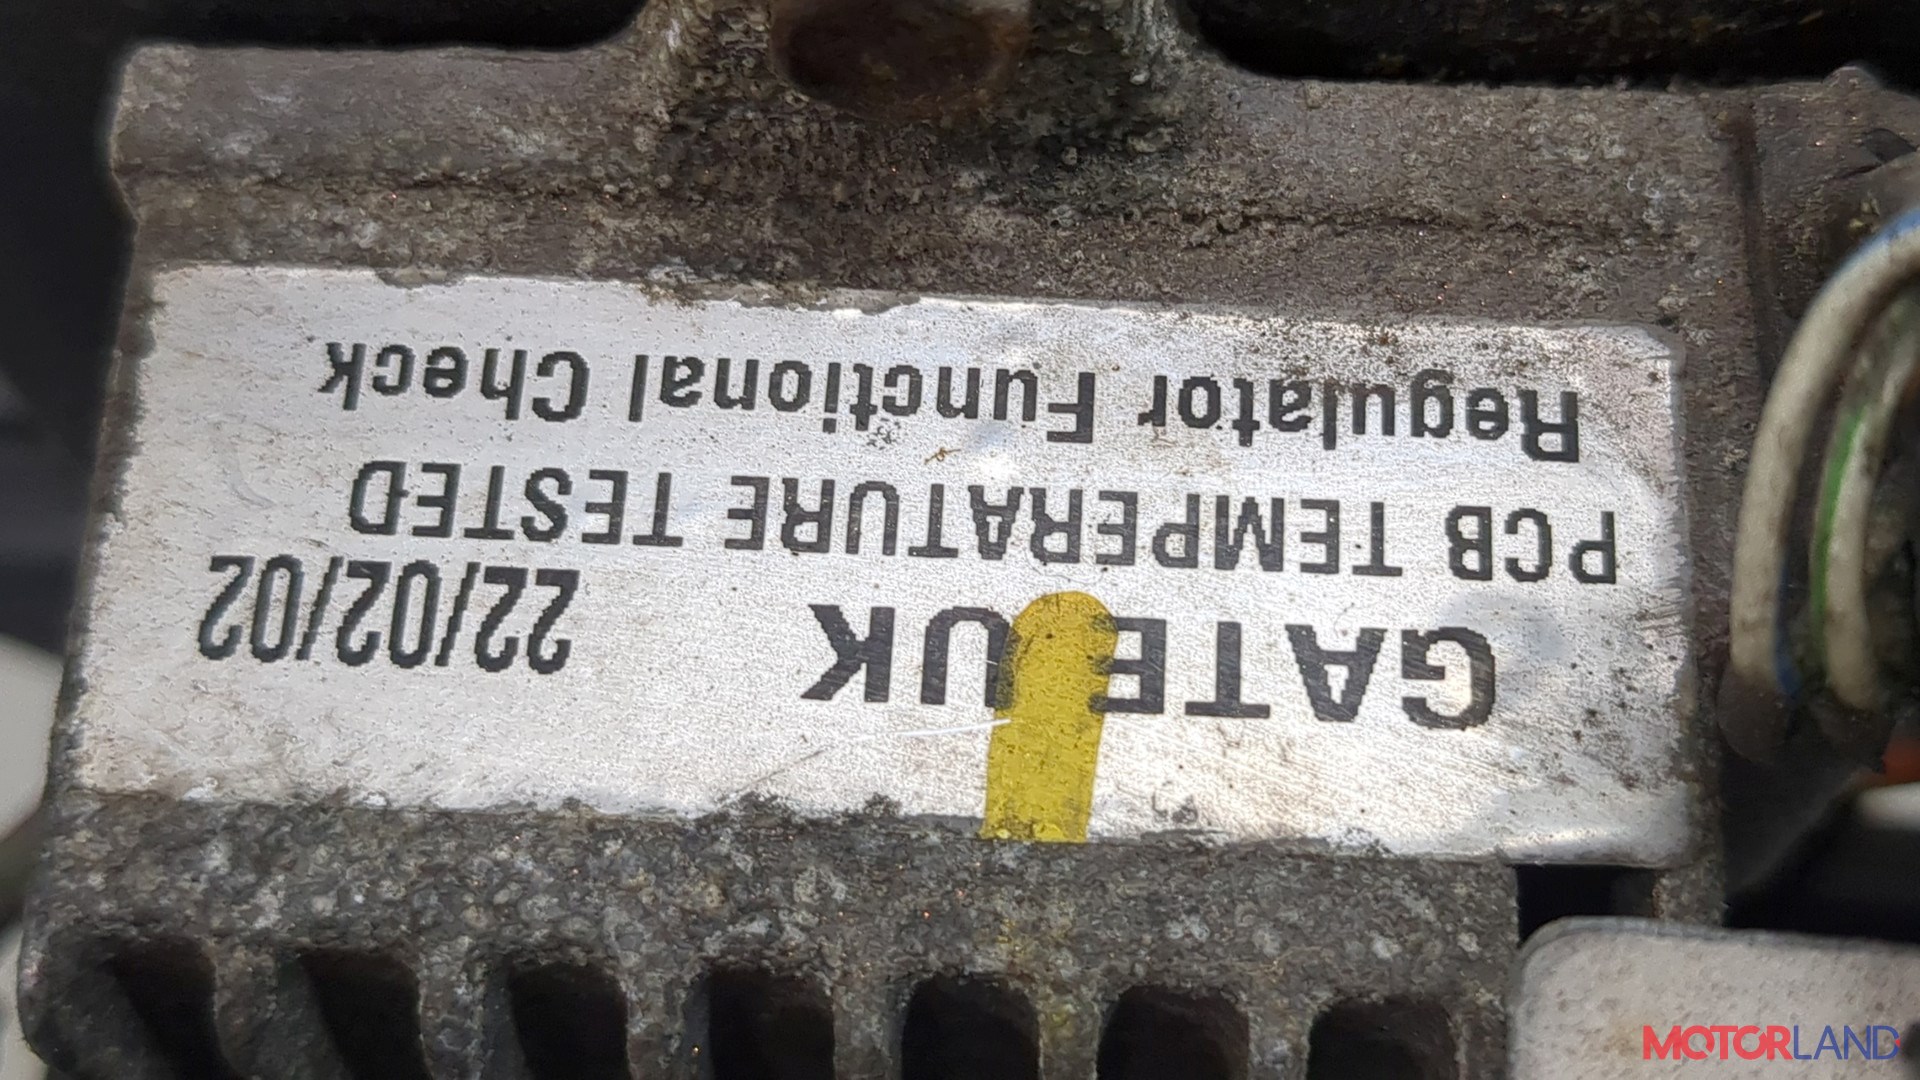 GATE UK 22/02/02
PCB TEMPERATURE TESTED
Regulator Functional Check
MOTORLAND